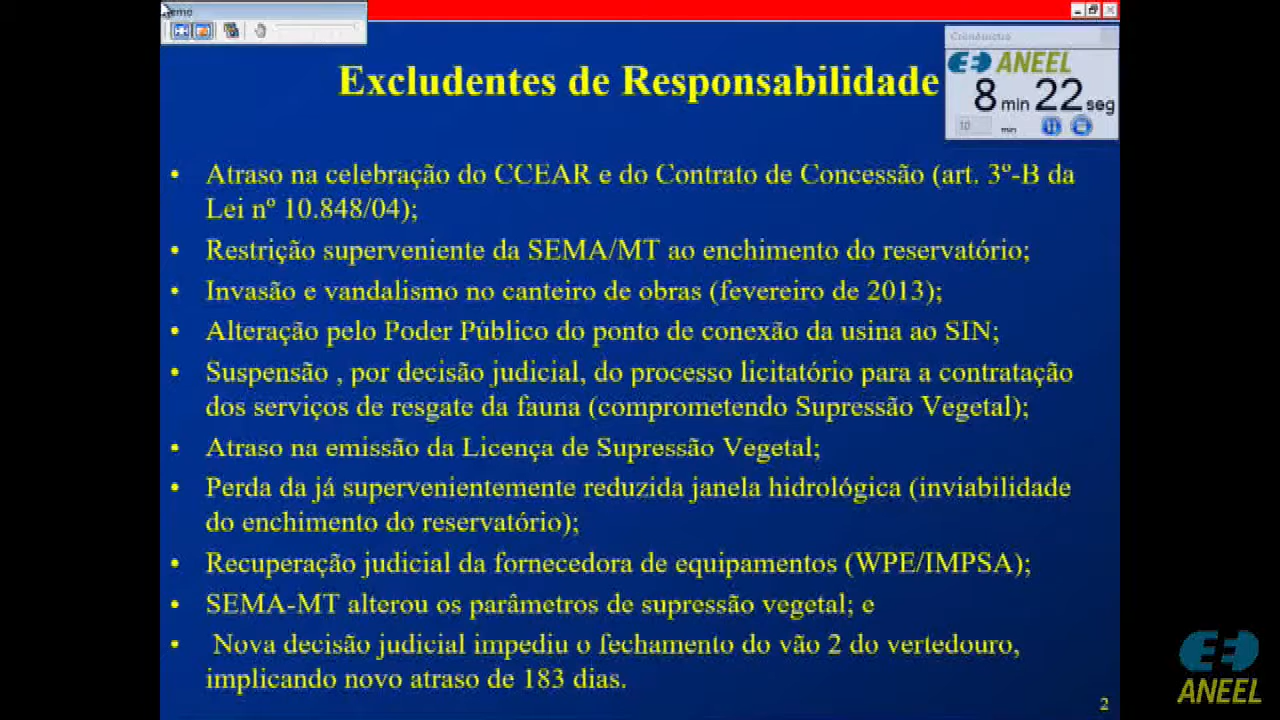 Cronômetro
ANEEL
Excludentes de Responsabilidade
8 min 22 seg
10 min
• Atraso na celebração do CCEAR e do Contrato de Concessão (art. 3º-B da
Lei nº 10.848/04);
• Restrição superveniente da SEMA/MT ao enchimento do reservatório;
• Invasão e vandalismo no canteiro de obras (fevereiro de 2013);
• Alteração pelo Poder Público do ponto de conexão da usina ao SIN;
• Suspensão , por decisão judicial, do processo licitatório para a contratação
dos serviços de resgate da fauna (comprometendo Supressão Vegetal);
• Atraso na emissão da Licença de Supressão Vegetal;
• Perda da já supervenientemente reduzida janela hidrológica (inviabilidade
do enchimento do reservatório);
• Recuperação judicial da fornecedora de equipamentos (WPE/IMPSA);
• SEMA-MT alterou os parâmetros de supressão vegetal; e
• Nova decisão judicial impediu o fechamento do vão 2 do vertedouro,
implicando novo atraso de 183 dias.
ANEEL
2